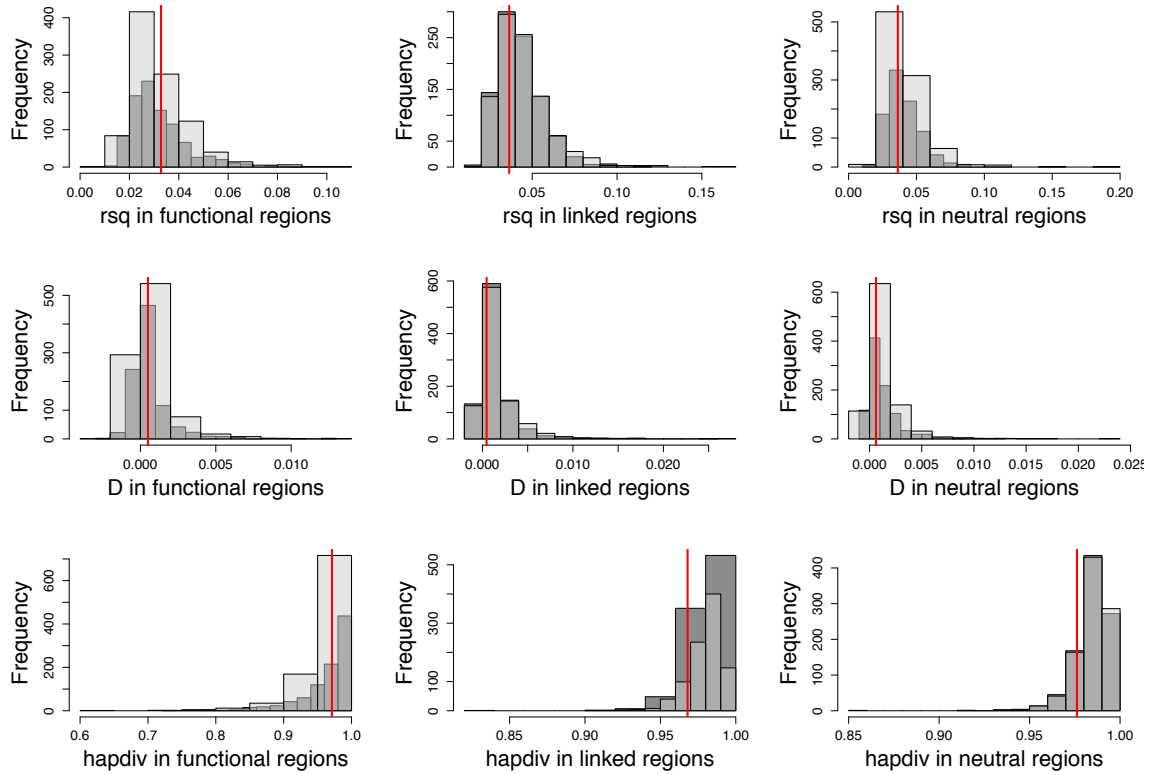 Frequency
0 100 200 300 400
0.00 0.02 0.04 0.06 0.08 0.10
rsq in functional regions
Frequency
0 50 150 250
0.05 0.10 0.15
rsq in linked regions
Frequency
0 100 300 500
0.00 0.05 0.10 0.15 0.20
rsq in neutral regions
Frequency
0 100 300 500
0.000 0.005 0.010
D in functional regions
Frequency
0 200 400 600
0.000 0.010 0.020
D in linked regions
Frequency
0 200 400 600
0.000 0.005 0.010 0.015 0.020 0.025
D in neutral regions
Frequency
0 200 400 600
0.6 0.7 0.8 0.9 1.0
hapdiv in functional regions
Frequency
0 100 300 500
0.85 0.90 0.95 1.00
hapdiv in linked regions
Frequency
0 100 200 300 400
0.85 0.90 0.95 1.00
hapdiv in neutral regions